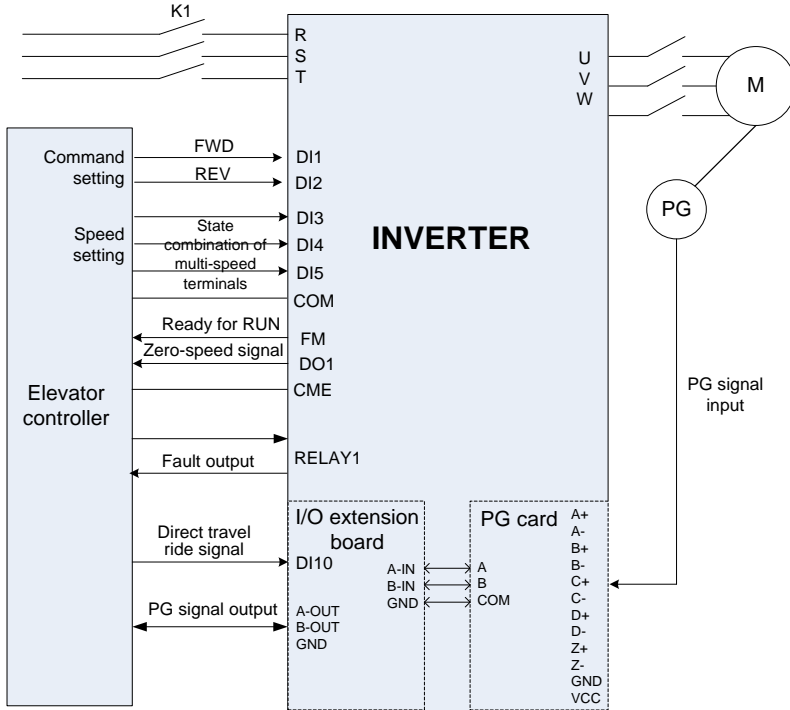 K1
R
S
T
U
V
W
M
Command
setting
FWD
REV
DI1
DI2
Speed
setting
State
combination of
multi-speed
terminals
DI3
DI4
DI5
COM
INVERTER
PG
Ready for RUN
FM
Zero-speed signal
DO1
CME
Elevator
controller
PG signal
input
Fault output
RELAY1
I/O extension
board
Direct travel
ride signal
DI10
A-IN
B-IN
GND
PG signal output
A-OUT
B-OUT
GND
PG card
A
B
COM
A+
A-
B+
B-
C+
C-
D+
D-
Z+
Z-
GND
VCC